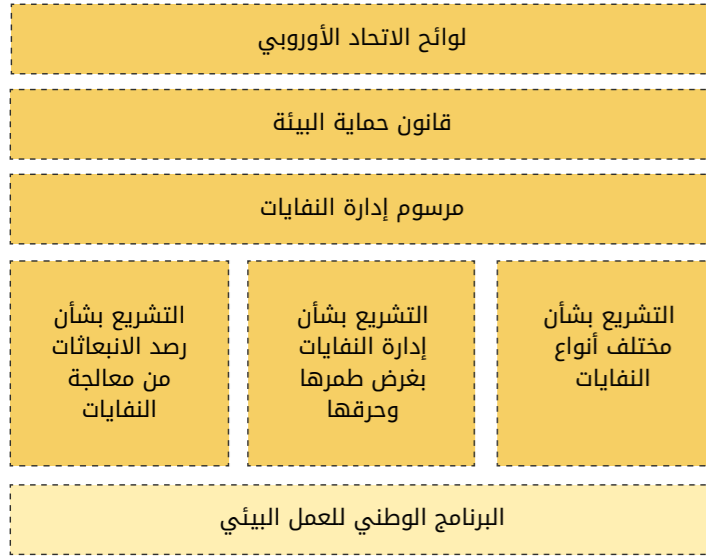 لوائح الاتحاد الأوروبي
قانون حماية البيئة
مرسوم إدارة النفايات
التشريع بشأن
مختلف أنواع
النفايات
التشريع بشأن
إدارة النفايات
بغرض طمرها
وحرقها
التشريع بشأن
رصد الانبعاثات
من معالجة
النفايات
البرنامج الوطني للعمل البيئي